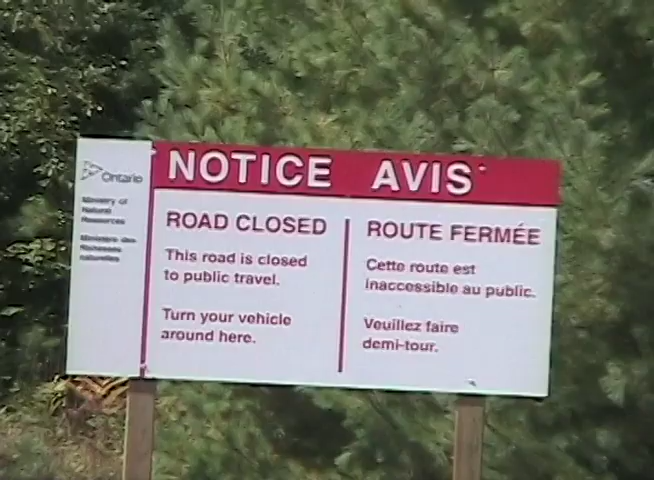 Ontario
Ministry of
Natural
Resources
Ministère des
Richesses
naturelles
NOTICE AVIS
ROAD CLOSED
This road is closed
to public travel.
Turn your vehicle
around here.
ROUTE FERMÉE
Cette route est
inaccessible au public.
Veuillez faire
demi-tour.